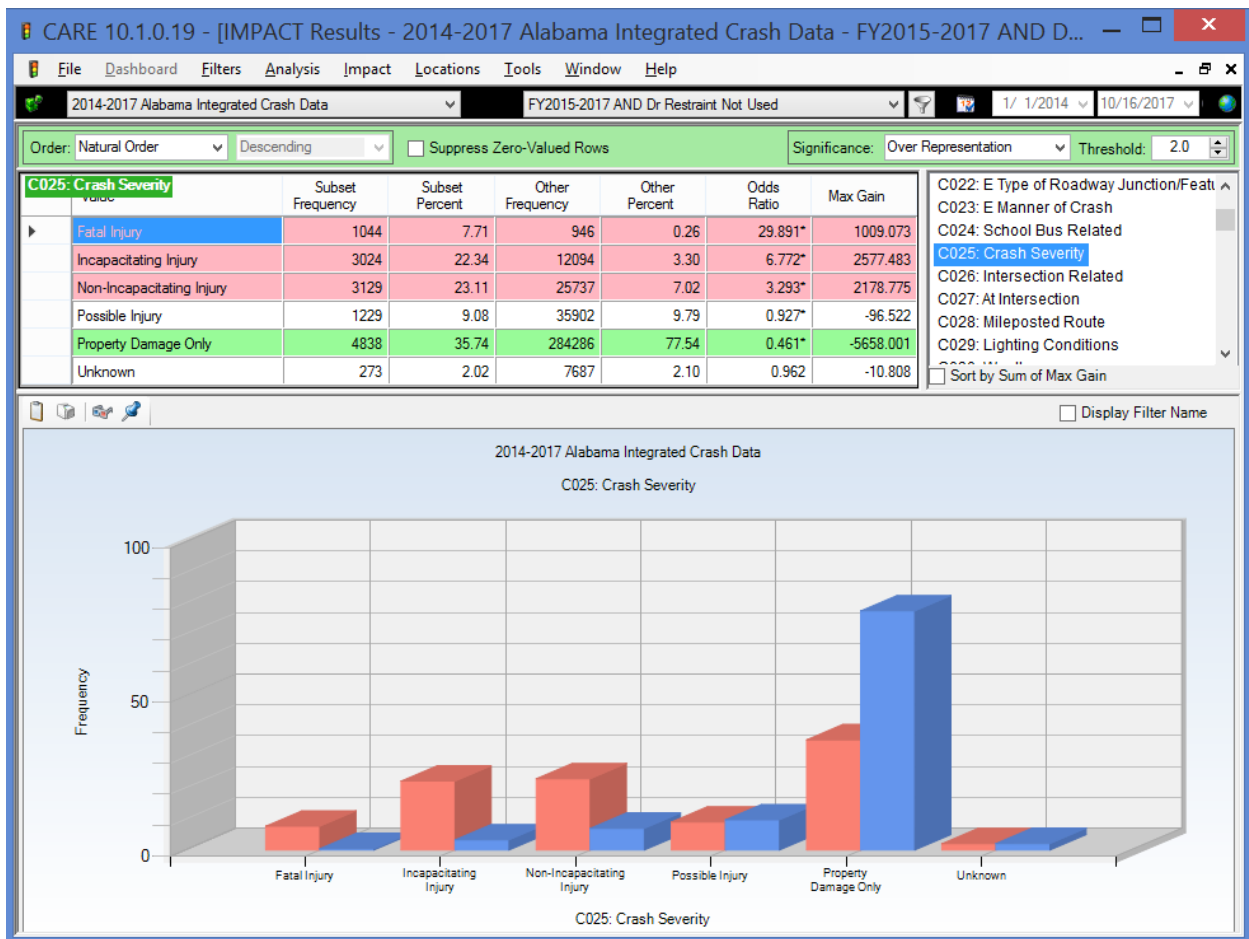 CARE 10.1.0.19 - [IMPACT Results - 2014-2017 Alabama Integrated Crash Data - FY2015-2017 AND D...
File Dashboard Filters Analysis Impact Locations Tools Window Help
2014-2017 Alabama Integrated Crash Data FY2015-2017 AND Dr Restraint Not Used 1/ 1/2014 10/16/2017
Order: Natural Order Descending Suppress Zero-Valued Rows Significance: Over Representation Threshold: 2.0
C025: Crash Severity Subset Frequency Subset Percent Other Frequency Other Percent Odds Ratio Max Gain
Fatal Injury 1044 7.71 946 0.26 29.891* 1009.073
Incapacitating Injury 3024 22.34 12094 3.30 6.772* 2577.483
Non-Incapacitating Injury 3129 23.11 25737 7.02 3.293* 2178.775
Possible Injury 1229 9.08 35902 9.79 0.927* -96.522
Property Damage Only 4838 35.74 284286 77.54 0.461* -5658.001
Unknown 273 2.02 7687 2.10 0.962 -10.808
C022: E Type of Roadway Junction/Featu
C023: E Manner of Crash
C024: School Bus Related
C025: Crash Severity
C026: Intersection Related
C027: At Intersection
C028: Mileposted Route
C029: Lighting Conditions
Sort by Sum of Max Gain
Display Filter Name
2014-2017 Alabama Integrated Crash Data
C025: Crash Severity
100
50
0
Frequency
Fatal Injury
Incapacitating
Injury
Non-Incapacitating
Injury
Possible Injury
Property
Damage Only
Unknown
C025: Crash Severity